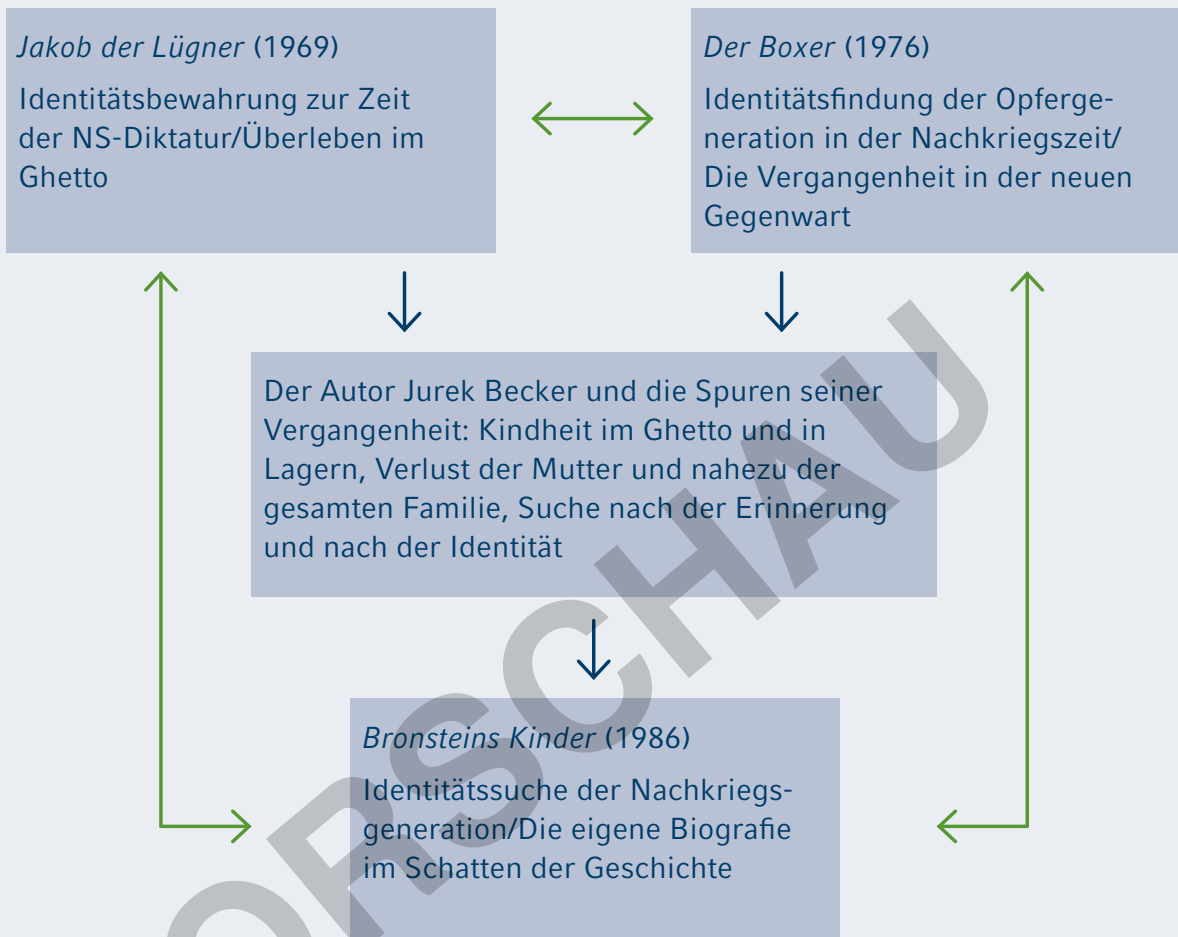 Jakob der Lügner (1969)
Identitätsbewahrung zur Zeit
der NS-Diktatur/Überleben im
Ghetto
Der Boxer (1976)
Identitätsfindung der Opferge-
neration in der Nachkriegszeit/
Die Vergangenheit in der neuen
Gegenwart
Der Autor Jurek Becker und die Spuren seiner
Vergangenheit: Kindheit im Ghetto und in
Lagern, Verlust der Mutter und nahezu der
gesamten Familie, Suche nach der Erinnerung
und nach der Identität
Bronsteins Kinder (1986)
Identitätssuche der Nachkriegs-
generation/Die eigene Biografie
im Schatten der Geschichte
ORSCHAU